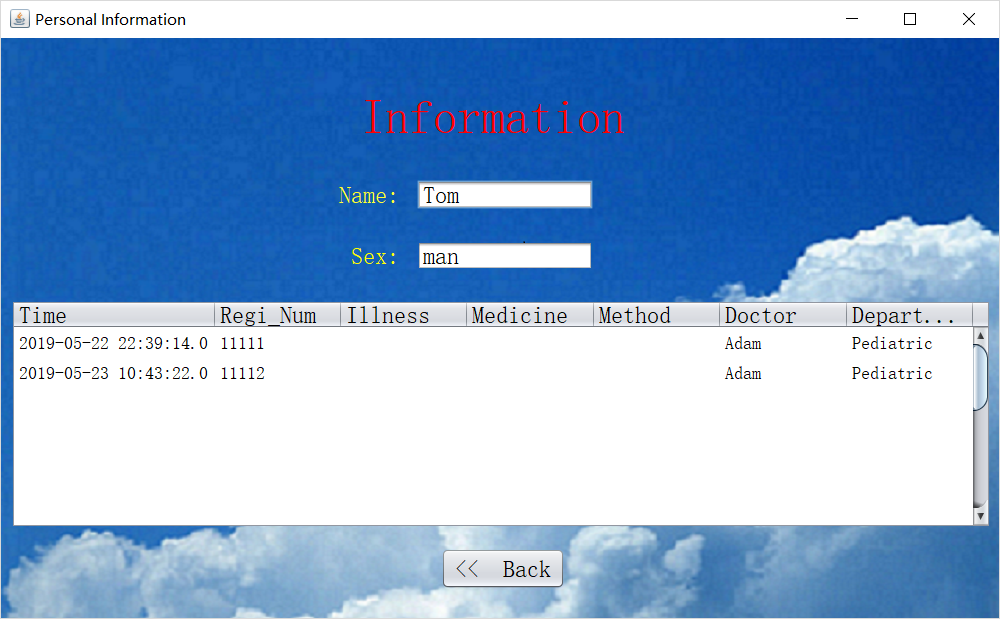 Personal Information
Information
Name: Tom
Sex: man
Time Regi_Num Illness Medicine Method Doctor Depart...
2019-05-22 22:39:14.0 11111 Adam Pediatric
2019-05-23 10:43:22.0 11112 Adam Pediatric
<< Back